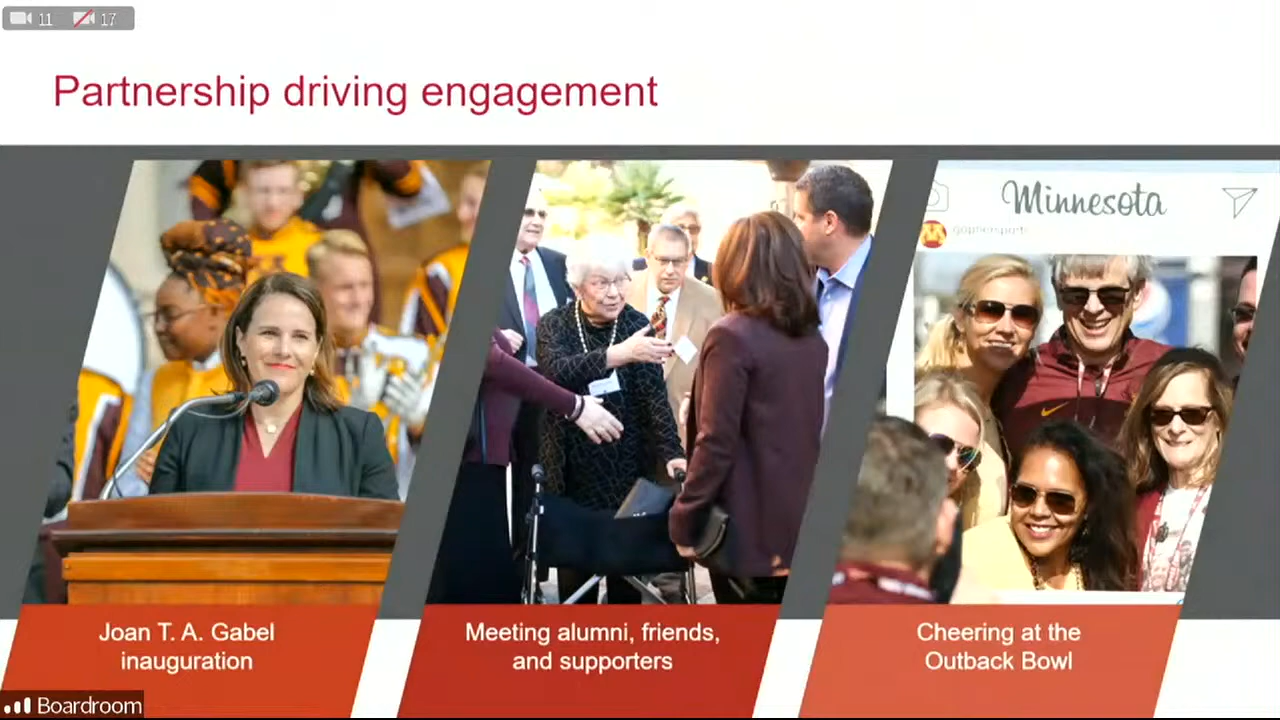 11 17
Partnership driving engagement
Minnesota
gophersports
Joan T. A. Gabel
inauguration
Meeting alumni, friends,
and supporters
Cheering at the
Outback Bowl
Boardroom